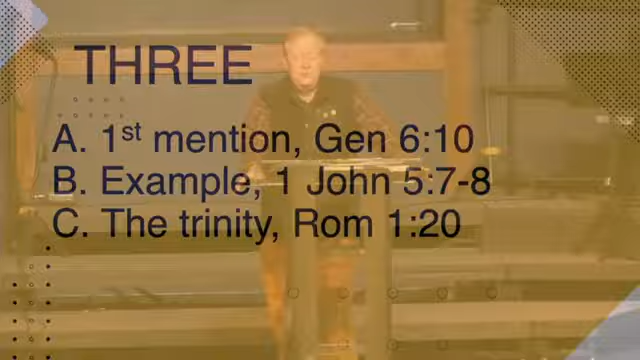 THREE
A. 1st mention, Gen 6:10
B. Example, 1 John 5:7-8
C. The trinity, Rom 1:20